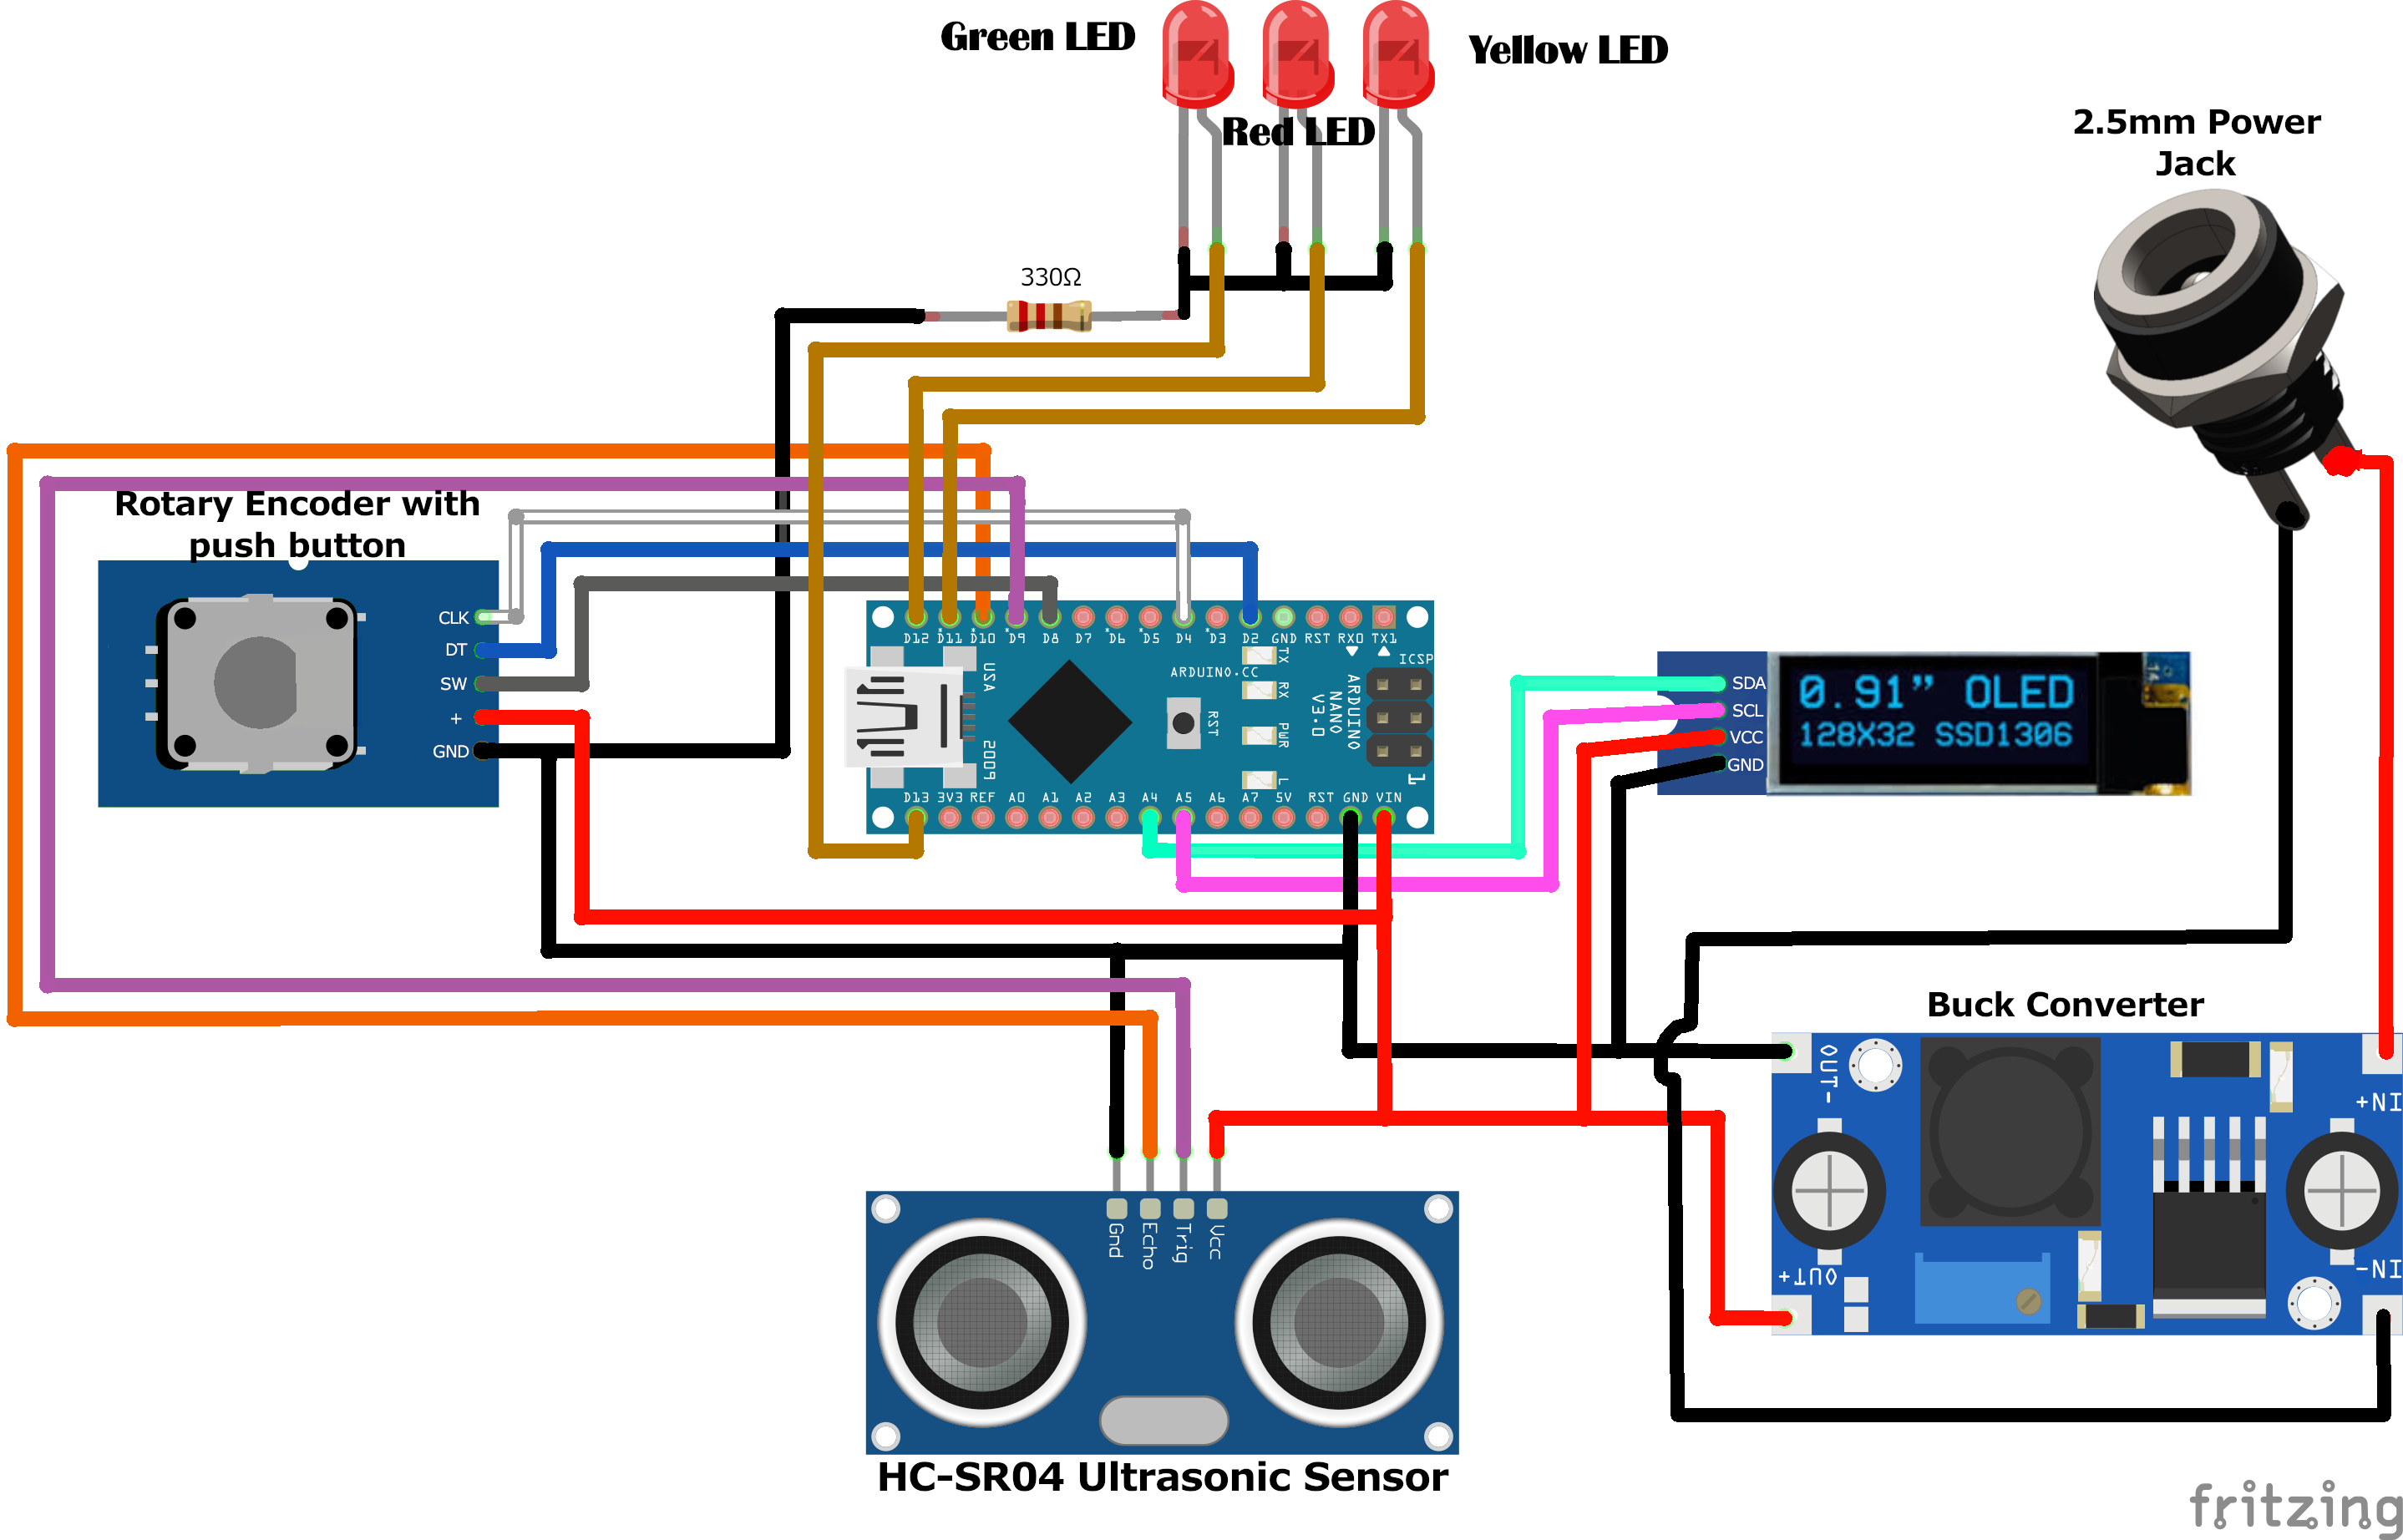 Green LED
Yellow LED
Red LED
2.5mm Power
Jack
330Ω
Rotary Encoder with
push button
CLK
DT
SW
+
GND
D12 D11 D10 D9 D8 D7 D6 D5 D4 D3 D2 GND RST RX0 TX1
TX
ICSP
USA
ARDUINO.CC
RX
ARDUINO
NANO
V3.0
RST
PWR
2009
L
1
D13 3V3 REF A0 A1 A2 A3 A4 A5 A6 A7 5V RST GND VIN
SDA
SCL
VCC
GND
0.91” OLED
128X32 SSD1306
Buck Converter
OUT-
IN+
OUT+
IN-
Gnd
Echo
Trig
Vcc
HC-SR04 Ultrasonic Sensor
fritzing